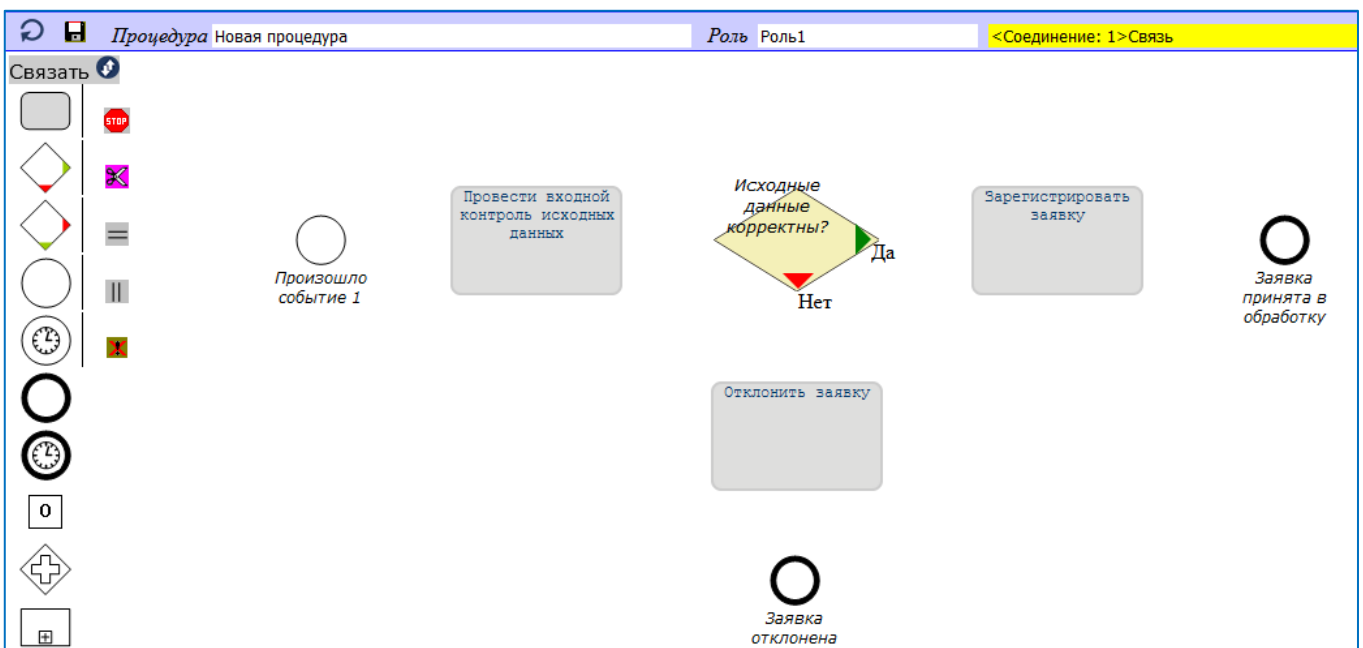 Процедура Новая процедура Роль Роль1 <Соединение: 1>Связь
Связать
STOP
Произошло
событие 1
Провести входной
контроль исходных
данных
Исходные
данные
корректны?
Да
Нет
Зарегистрировать
заявку
Заявка
принята в
обработку
Отклонить заявку
0
Заявка
отклонена